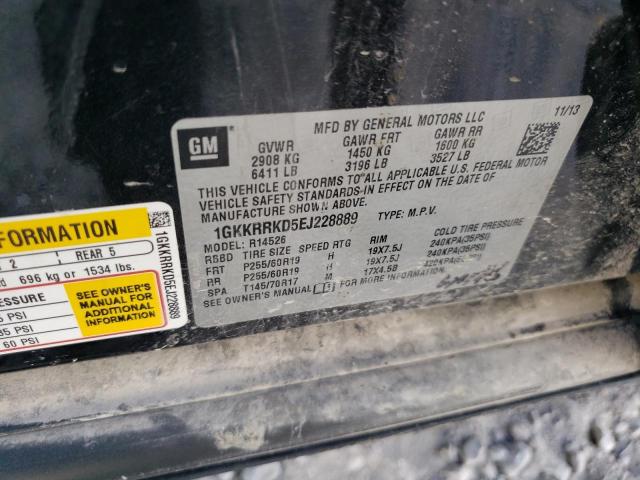 GM
MFD BY GENERAL MOTORS LLC
11/13
GVWR GAWR FRT GAWR RR
2908 KG 1450 KG 1600 KG
6411 LB 3196 LB 3527 LB
THIS VEHICLE CONFORMS TO ALL APPLICABLE U.S. FEDERAL MOTOR
VEHICLE SAFETY STANDARDS IN EFFECT ON THE DATE OF
MANUFACTURE SHOWN ABOVE.
1GKKRRKD5EJ228889 TYPE: M.P.V.
MODEL: R14526
RSBD TIRE SIZE SPEED RTG RIM COLD TIRE PRESSURE
FRT P255/60R19 H 19X7.5J 240KPA(35PSI)
RR P255/60R19 H 19X7.5J 240KPA(35PSI)
SPA T145/70R17 M 17X4.5B
SEE OWNER'S MANUAL FOR
FORMATION
2 REAR 5
696 kg or 1534 lbs.
SEE OWNER'S
MANUAL FOR
ADDITIONAL
INFORMATION
PSI
35 PSI
60 PSI
1GKKRRKD5EJ228889